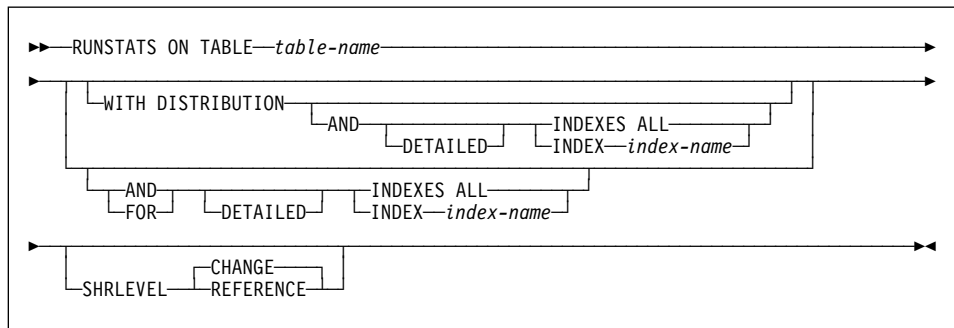 RUNSTATS ON TABLE table-name
WITH DISTRIBUTION
AND INDEXES ALL
DETAILED INDEX index-name
AND INDEXES ALL
FOR DETAILED INDEX index-name
CHANGE
SHRLEVEL REFERENCE